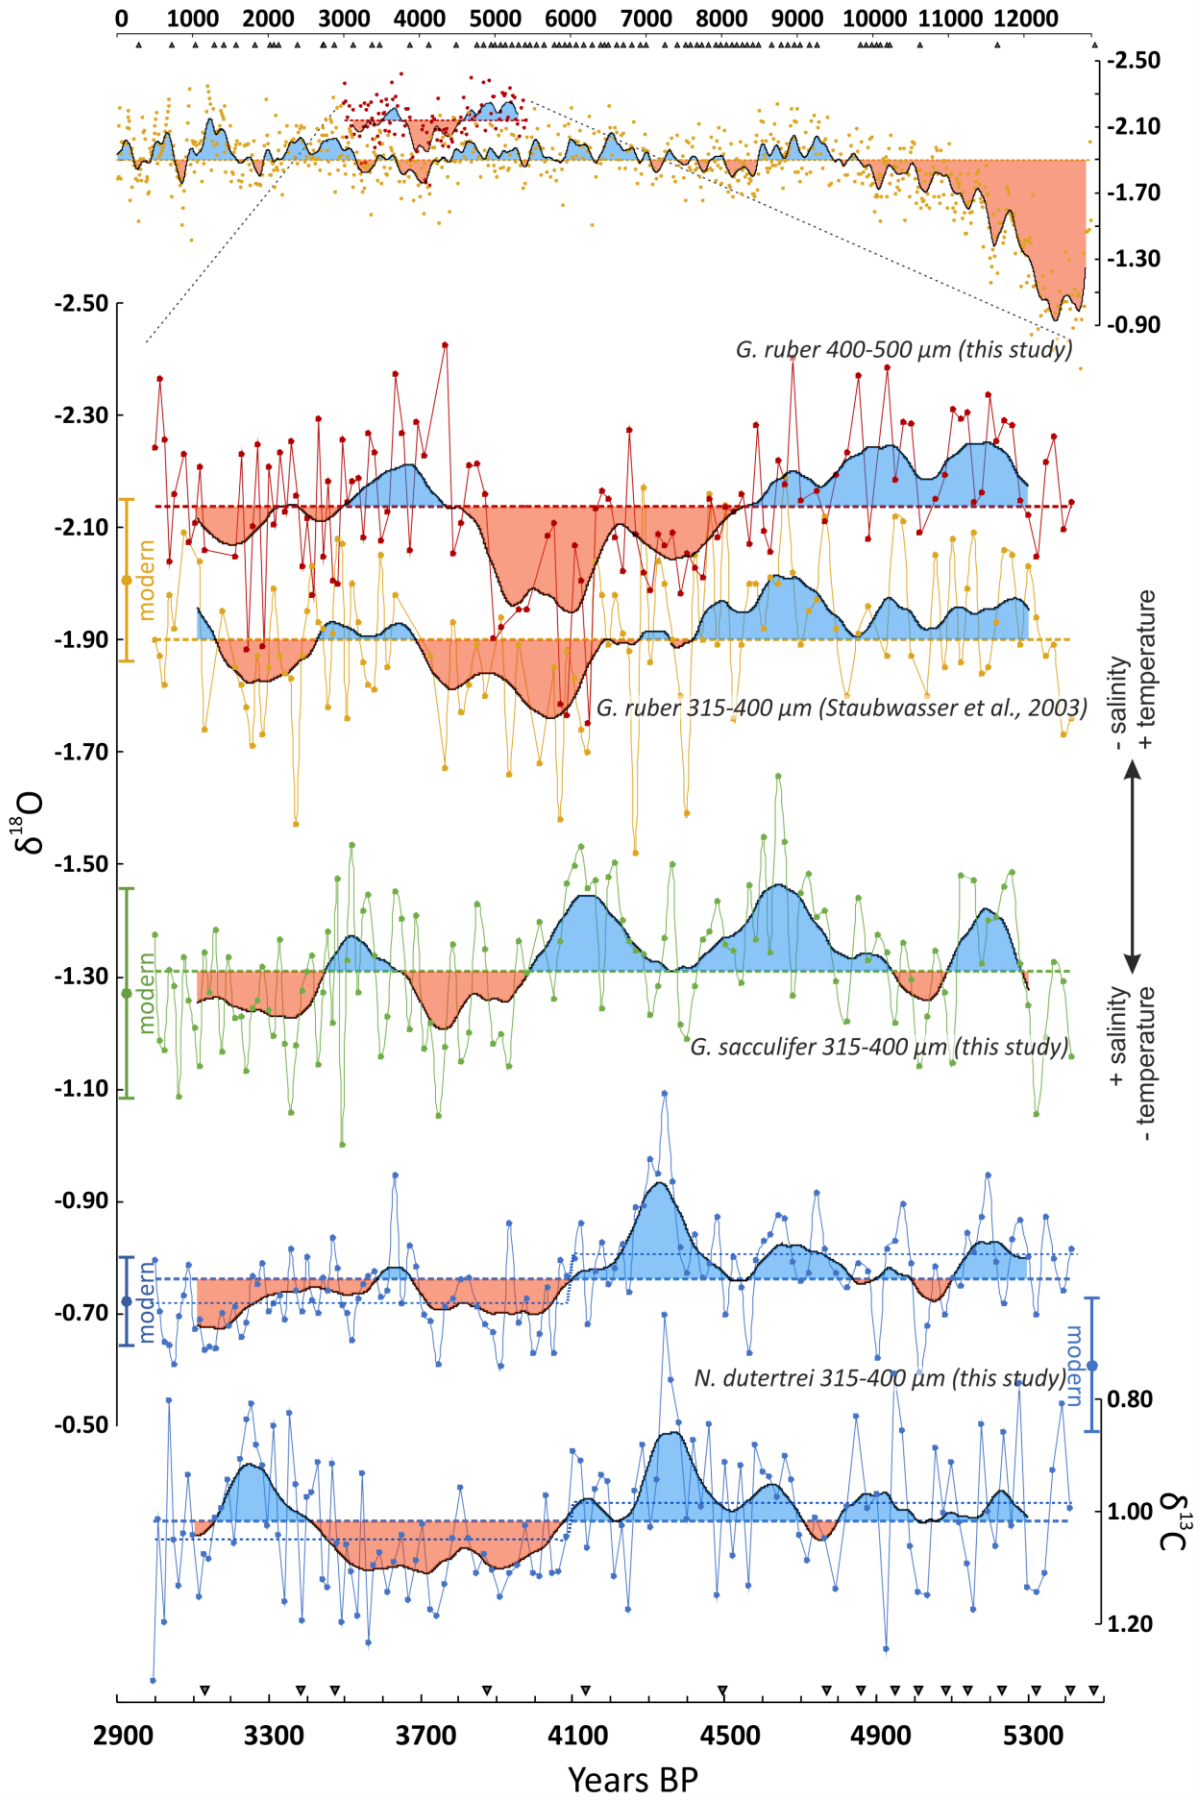 0 1000 2000 3000 4000 5000 6000 7000 8000 9000 10000 11000 12000
-2.50
-2.10
-1.70
-1.30
-0.90
-2.50
G. ruber 400-500 μm (this study)
-2.30
-2.10
modern
-1.90
G. ruber 315-400 μm (Staubwasser et al., 2003)
- salinity
+ temperature
-1.70
δ18O
-1.50
-1.30
modern
+ salinity
- temperature
G. sacculifer 315-400 μm (this study)
-1.10
-0.90
modern
-0.70
modern
N. dutertrei 315-400 μm (this study)
-0.50
0.80
1.00
δ13C
1.20
2900 3300 3700 4100 4500 4900 5300
Years BP